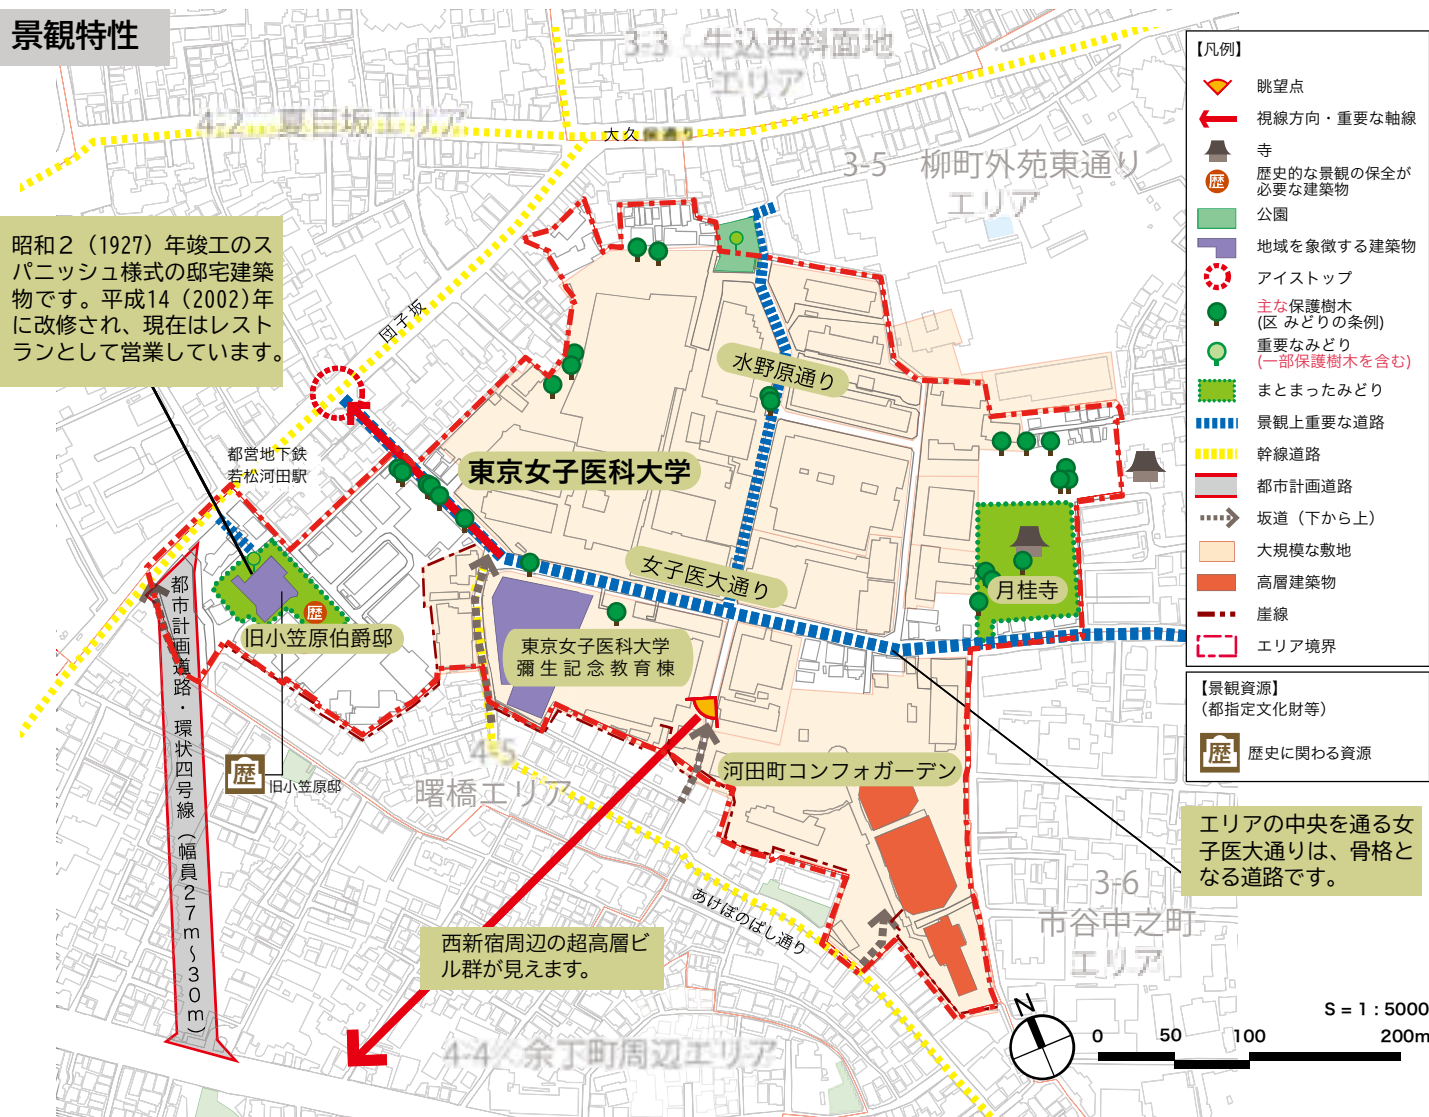 景観特性
3-3 牛込西斜面地
エリア
4-2 夏目坂エリア
大久保通り
3-5 柳町外苑東通り
エリア
昭和２（1927）年竣工のス
パニッシュ様式の邸宅建築
物です。平成14（2002）年
に改修され、現在はレスト
ランとして営業しています。
団子坂
水野原通り
都営地下鉄
若松河田駅
東京女子医科大学
女子医大通り
月桂寺
旧小笠原伯爵邸
歴
東京女子医科大学
彌生記念教育棟
都市計画道路・環状四号線（幅員２７ｍ〜３０ｍ）
歴
旧小笠原邸
4-5
曙橋エリア
河田町コンフォガーデン
あけぼのばし通り
西新宿周辺の超高層ビ
ル群が見えます。
4-4 余丁町周辺エリア
エリアの中央を通る女
子医大通りは、骨格と
なる道路です。
3-6
市谷中之町
エリア
N
S = 1 : 5000
0 50 100 200m
【凡例】
眺望点
視線方向・重要な軸線
寺
歴
歴史的な景観の保全が
必要な建築物
公園
地域を象徴する建築物
アイストップ
主な保護樹木
(区 みどりの条例)
重要なみどり
(一部保護樹木を含む)
まとまったみどり
景観上重要な道路
幹線道路
都市計画道路
坂道（下から上）
大規模な敷地
高層建築物
崖線
エリア境界
【景観資源】
（都指定文化財等）
歴
歴史に関わる資源